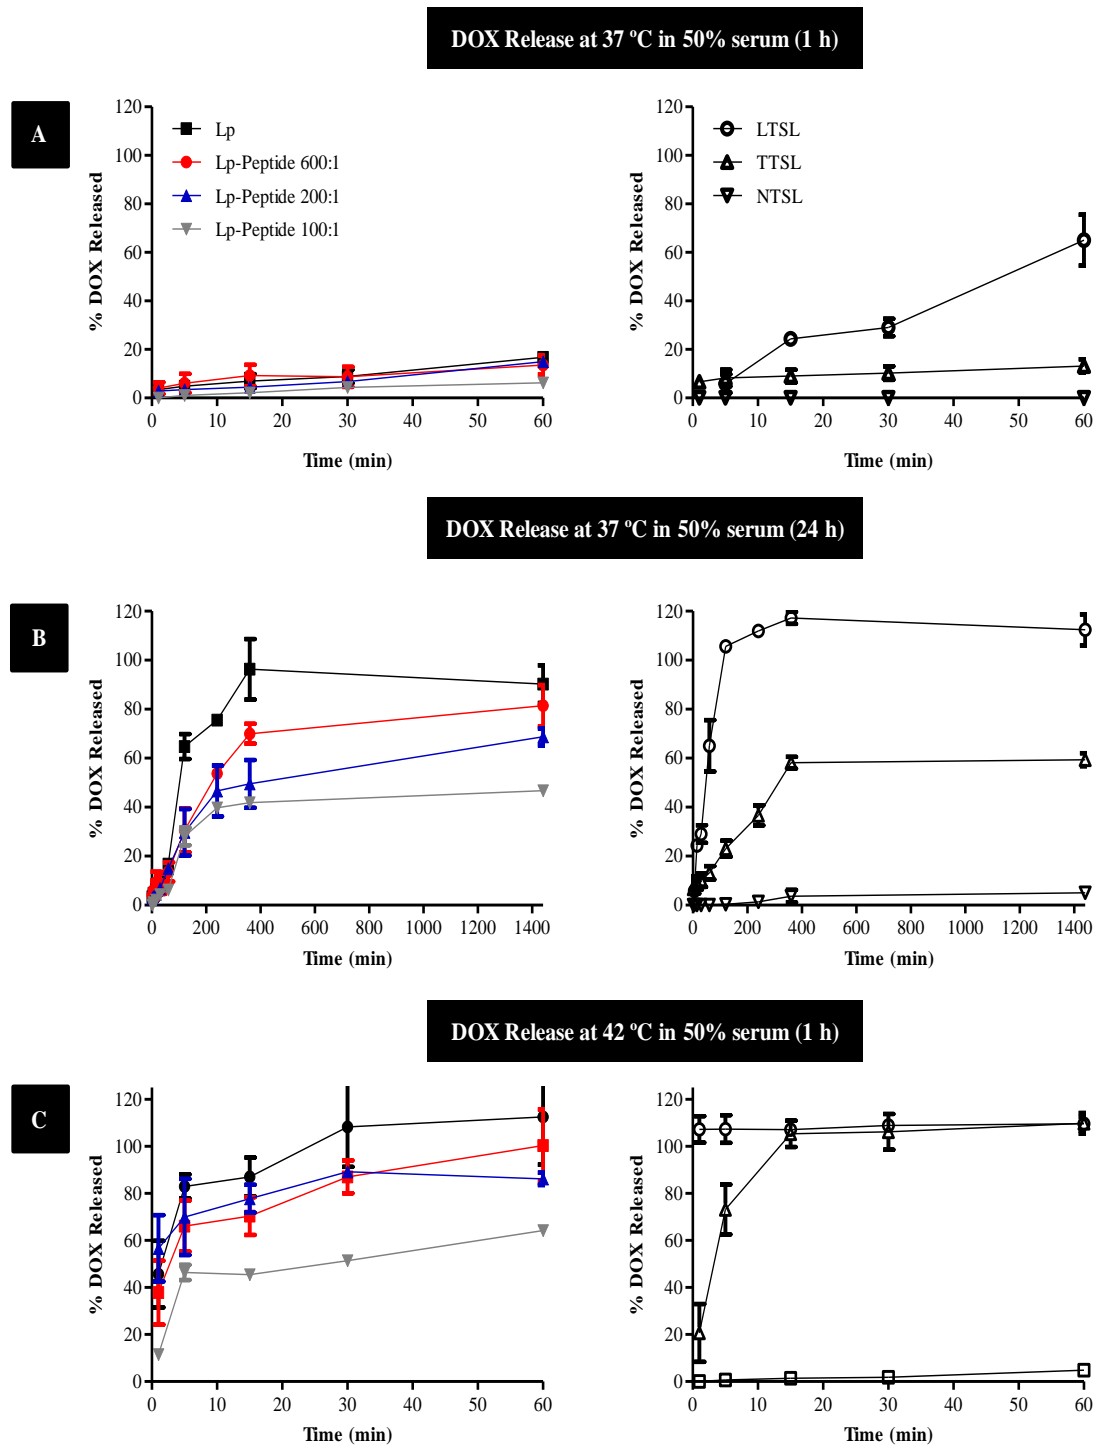 DOX Release at 37 ºC in 50% serum (1 h)
A
120
100
80
60
40
20
0
% DOX Released
Lp
Lp-Peptide 600:1
Lp-Peptide 200:1
Lp-Peptide 100:1
0 10 20 30 40 50 60
Time (min)
120
100
80
60
40
20
0
% DOX Released
LTSL
TTSL
NTSL
0 10 20 30 40 50 60
Time (min)
DOX Release at 37 ºC in 50% serum (24 h)
B
120
100
80
60
40
20
0
% DOX Released
0 200 400 600 800 1000 1200 1400
Time (min)
120
100
80
60
40
20
0
% DOX Released
0 200 400 600 800 1000 1200 1400
Time (min)
DOX Release at 42 ºC in 50% serum (1 h)
C
120
100
80
60
40
20
0
% DOX Released
0 10 20 30 40 50 60
Time (min)
120
100
80
60
40
20
0
% DOX Released
0 10 20 30 40 50 60
Time (min)